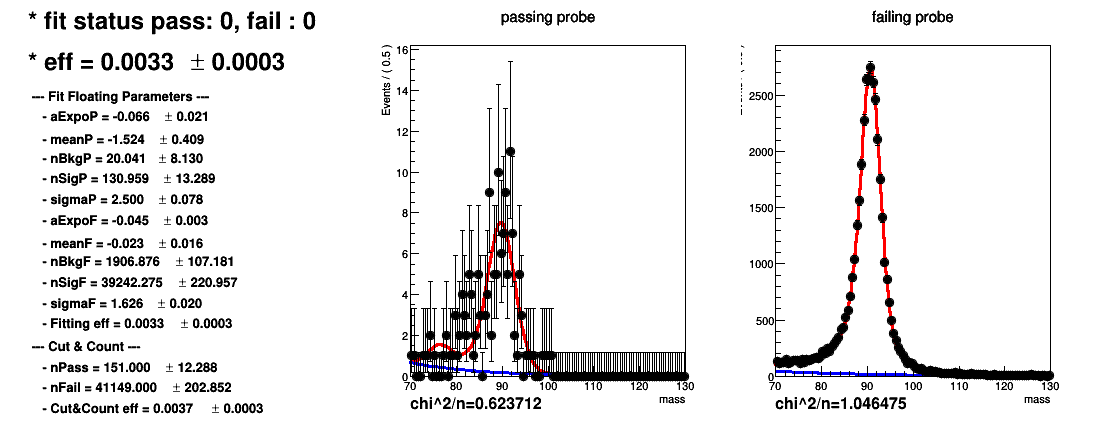 * fit status pass: 0, fail : 0
* eff = 0.0033 ± 0.0003
--- Fit Floating Parameters ---
- aExpoP = -0.066 ± 0.021
- meanP = -1.524 ± 0.409
- nBkgP = 20.041 ± 8.130
- nSigP = 130.959 ± 13.289
- sigmaP = 2.500 ± 0.078
- aExpoF = -0.045 ± 0.003
- meanF = -0.023 ± 0.016
- nBkgF = 1906.876 ± 107.181
- nSigF = 39242.275 ± 220.957
- sigmaF = 1.626 ± 0.020
- Fitting eff = 0.0033 ± 0.0003
--- Cut & Count ---
- nPass = 151.000 ± 12.288
- nFail = 41149.000 ± 202.852
- Cut&Count eff = 0.0037 ± 0.0003
passing probe
Events / ( 0.5 )
16
14
12
10
8
6
4
2
0
70 80 90 100 110 120 130
mass
chi^2/n=0.623712
failing probe
2500
2000
1500
1000
500
0
70 80 90 100 110 120 130
mass
chi^2/n=1.046475